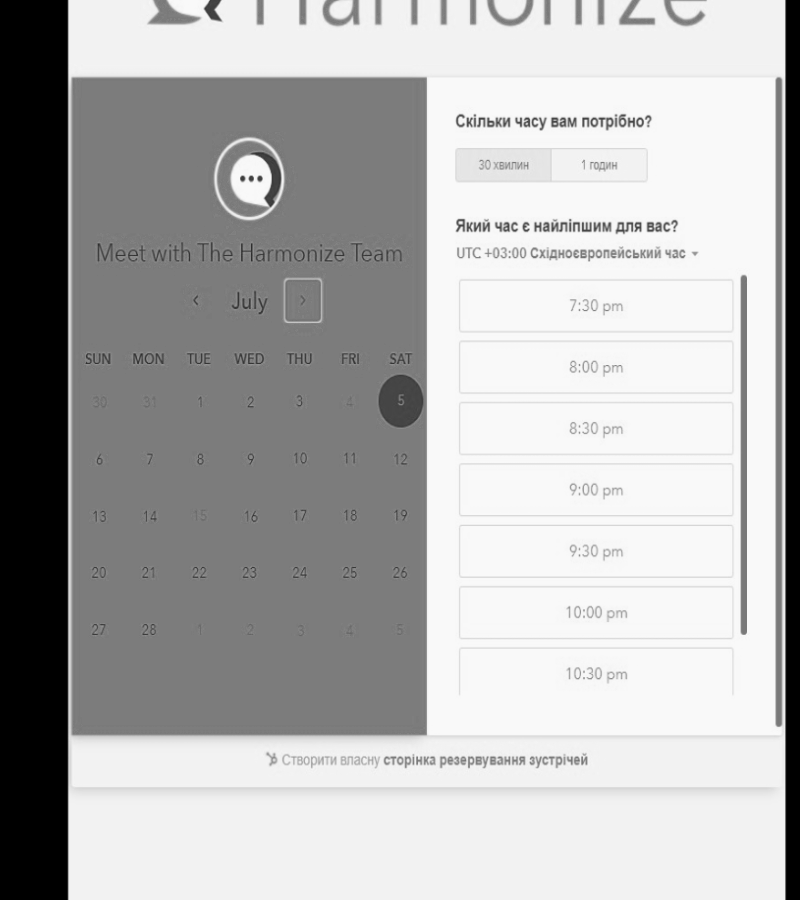 Harmonize
Meet with The Harmonize Team
July
SUN MON TUE WED THU FRI SAT
30 31 1 2 3 4 5
6 7 8 9 10 11 12
13 14 15 16 17 18 19
20 21 22 23 24 25 26
27 28 1 2 3 4 5
Скільки часу вам потрібно?
30 хвилин 1 годин
Який час є найліпшим для вас?
UTC +03:00 Східноєвропейський час
7:30 pm
8:00 pm
8:30 pm
9:00 pm
9:30 pm
10:00 pm
10:30 pm
Створити власну сторінка резервування зустрічей